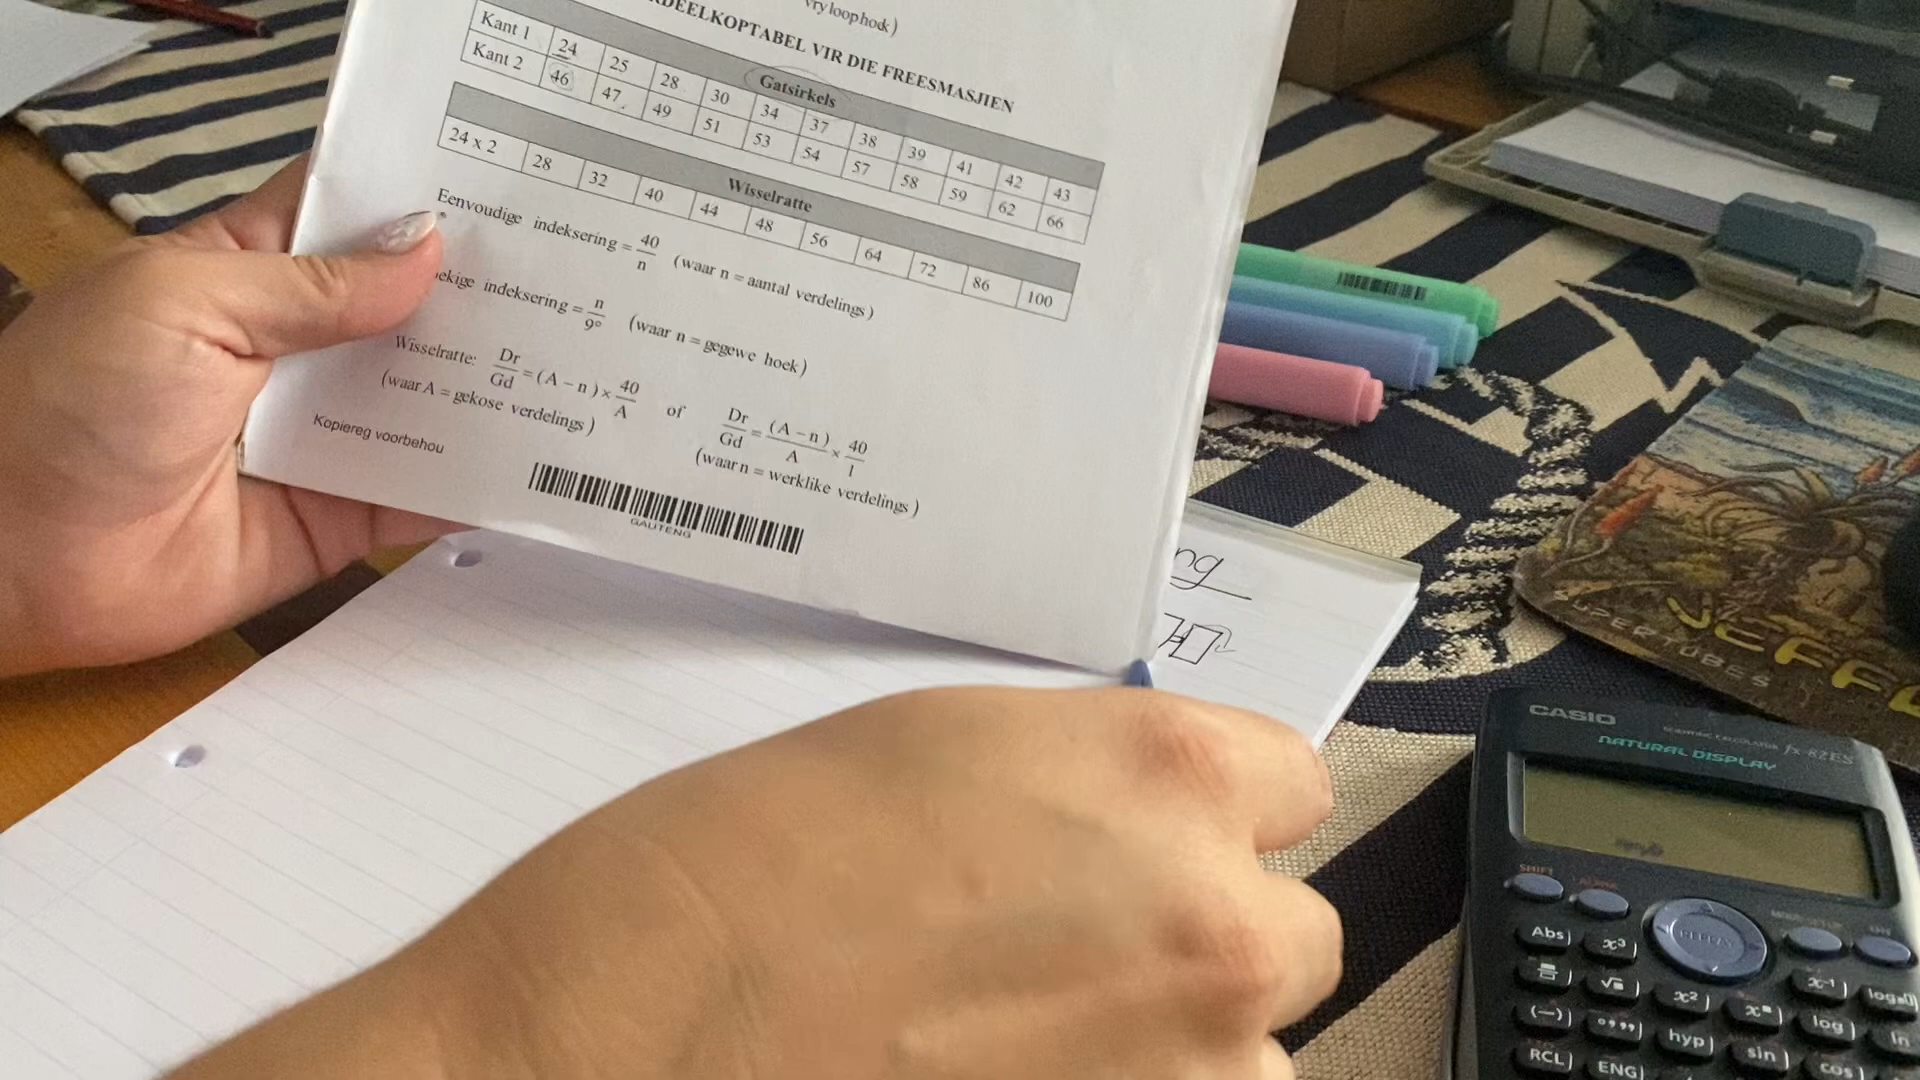 vryloophoek)
RDEELKOPTABEL VIR DIE FREESMASJIEN
Gatsirkels
Kant 1 24 25 28 30 34 37 38 39 41 42 43
Kant 2 46 47 49 51 53 54 57 58 59 62 66
Wisselratte
24 x 2 28 32 40 44 48 56 64 72 86 100
Eenvoudige indeksering = 40/n (waar n = aantal verdelings)
ekige indeksering = n/9° (waar n = gegewe hoek)
Wisselratte: Dr/Gd = (A – n) × 40/A of Dr/Gd = (A – n)/A × 40/1
(waar A = gekose verdelings) (waar n = werklike verdelings)
Kopiereg voorbehou
GAUTENG
ng
CASIO
fx-82ES
NATURAL DISPLAY
SHIFT
REPLAY
Abs x³ x⁻¹
√ x² log
(–) hyp ln
RCL ENG sin cos
SUPERTUBES